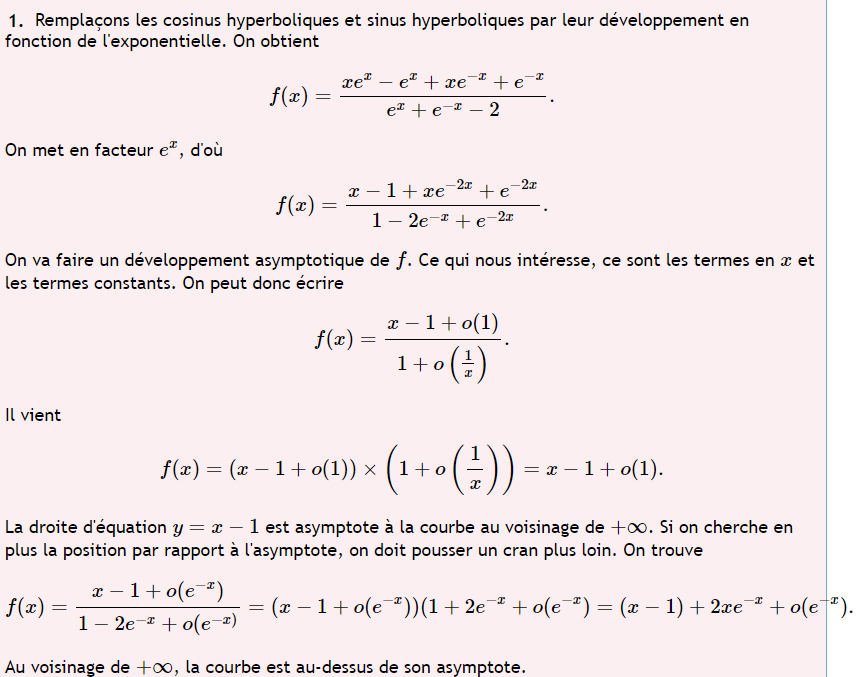 1. Remplaçons les cosinus hyperboliques et sinus hyperboliques par leur développement en
fonction de l'exponentielle. On obtient
$$f(x) = \frac{xe^x - e^x + xe^{-x} + e^{-x}}{e^x + e^{-x} - 2}.$$
On met en facteur $e^x$, d'où
$$f(x) = \frac{x - 1 + xe^{-2x} + e^{-2x}}{1 - 2e^{-x} + e^{-2x}}.$$
On va faire un développement asymptotique de $f$. Ce qui nous intéresse, ce sont les termes en $x$ et
les termes constants. On peut donc écrire
$$f(x) = \frac{x - 1 + o(1)}{1 + o\left(\frac{1}{x}\right)}.$$
Il vient
$$f(x) = (x - 1 + o(1)) \times \left(1 + o\left(\frac{1}{x}\right)\right) = x - 1 + o(1).$$
La droite d'équation $y = x - 1$ est asymptote à la courbe au voisinage de $+\infty$. Si on cherche en
plus la position par rapport à l'asymptote, on doit pousser un cran plus loin. On trouve
$$f(x) = \frac{x - 1 + o(e^{-x})}{1 - 2e^{-x} + o(e^{-x})} = (x - 1 + o(e^{-x}))(1 + 2e^{-x} + o(e^{-x}) = (x - 1) + 2xe^{-x} + o(e^{-x}).$$
Au voisinage de $+\infty$, la courbe est au-dessus de son asymptote.